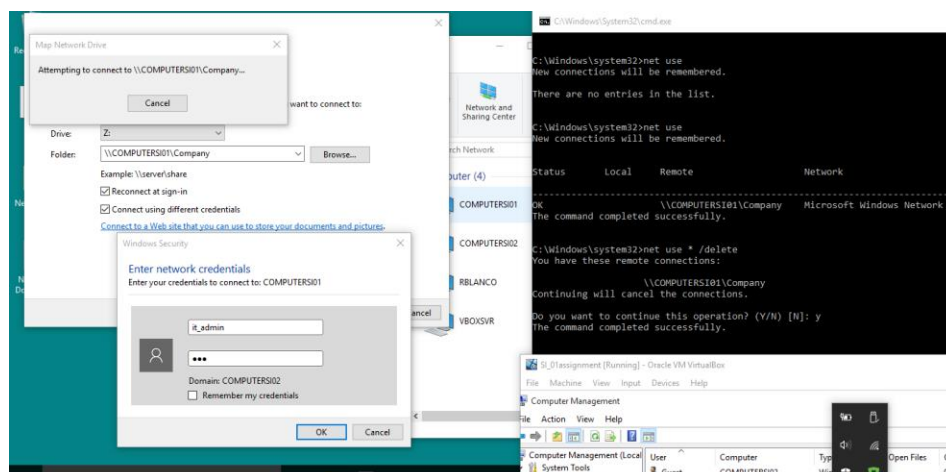 Map Network Drive
Attempting to connect to \\COMPUTERSI01\Company...
Cancel
want to connect to:
Drive: Z:
Folder: \\COMPUTERSI01\Company Browse...
Example: \\server\share
Reconnect at sign-in
Connect using different credentials
Connect to a Web site that you can use to store your documents and pictures.
Windows Security
Enter network credentials
Enter your credentials to connect to: COMPUTERSI01
it_admin
●●●
Domain: COMPUTERSI02
Remember my credentials
OK Cancel
ancel
Network and
Sharing Center
rch Network
puter (4)
COMPUTERSI01
COMPUTERSI02
RBLANCO
VBOXSVR
C:\Windows\System32\cmd.exe
C:\Windows\system32>net use
New connections will be remembered.
There are no entries in the list.
C:\Windows\system32>net use
New connections will be remembered.
Status Local Remote Network
OK \\COMPUTERSI01\Company Microsoft Windows Network
The command completed successfully.
C:\Windows\system32>net use * /delete
You have these remote connections:
\\COMPUTERSI01\Company
Continuing will cancel the connections.
Do you want to continue this operation? (Y/N) [N]: y
The command completed successfully.
SI_01assignment [Running] - Oracle VM VirtualBox
File Machine View Input Devices Help
Computer Management
File Action View Help
Computer Management (Local
System Tools
User Computer Typ Open Files
Guest COMPUTERSI02 Win